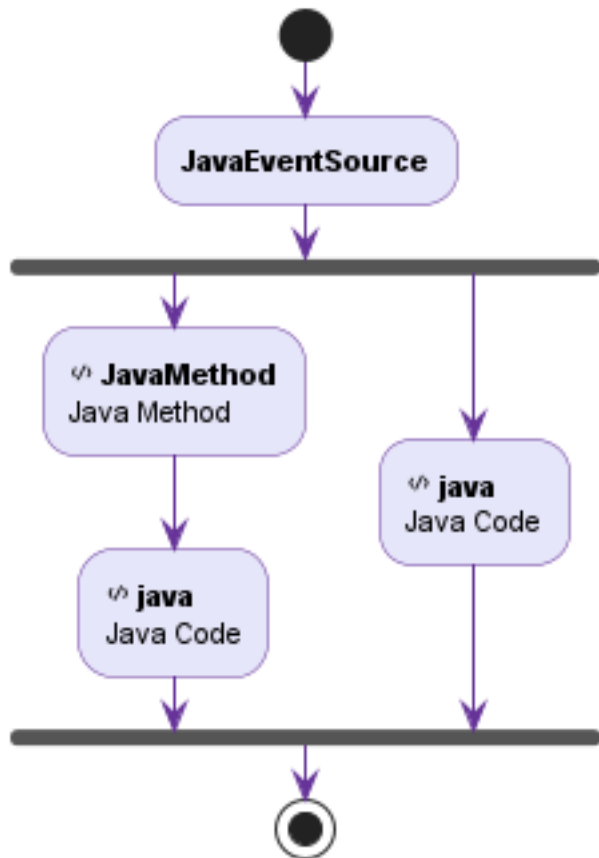 JavaEventSource
</> JavaMethod
Java Method
</> java
Java Code
</> java
Java Code